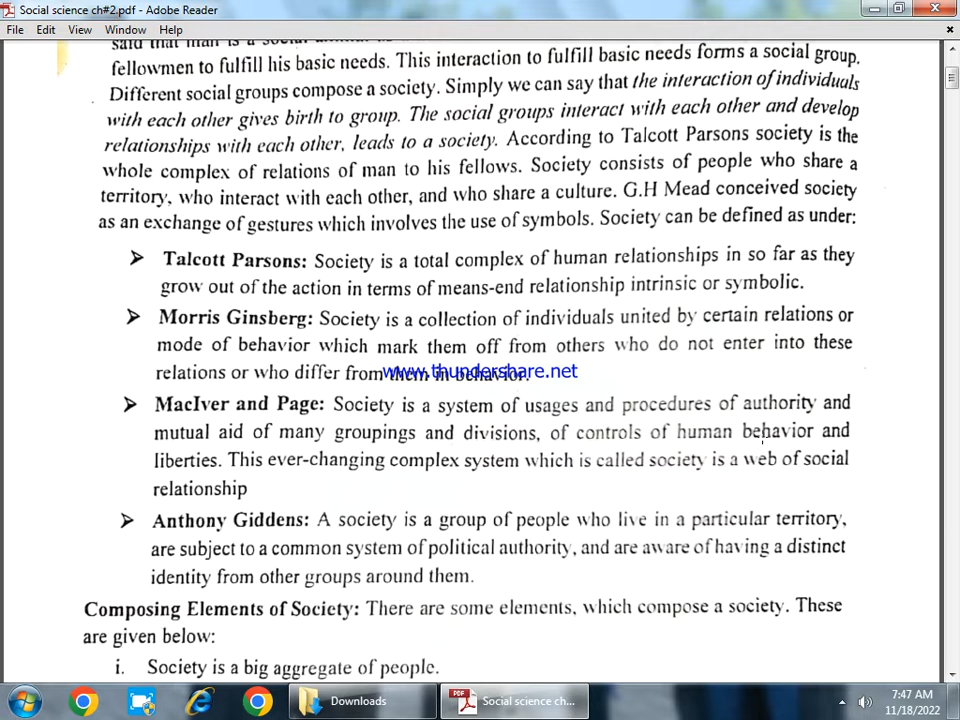 Social science ch#2.pdf - Adobe Reader
File Edit View Window Help
said that man is a social
fellowmen to fulfill his basic needs. This interaction to fulfill basic needs forms a social group.
Different social groups compose a society. Simply we can say that the interaction of individuals
with each other gives birth to group. The social groups interact with each other and develop
relationships with each other, leads to a society. According to Talcott Parsons society is the
whole complex of relations of man to his fellows. Society consists of people who share a
territory, who interact with each other, and who share a culture. G.H Mead conceived society
as an exchange of gestures which involves the use of symbols. Society can be defined as under:
➤ Talcott Parsons: Society is a total complex of human relationships in so far as they
grow out of the action in terms of means-end relationship intrinsic or symbolic.
➤ Morris Ginsberg: Society is a collection of individuals united by certain relations or
mode of behavior which mark them off from others who do not enter into these
relations or who differ from them in behavior.
www.thundershare.net
➤ MacIver and Page: Society is a system of usages and procedures of authority and
mutual aid of many groupings and divisions, of controls of human behavior and
liberties. This ever-changing complex system which is called society is a web of social
relationship
➤ Anthony Giddens: A society is a group of people who live in a particular territory,
are subject to a common system of political authority, and are aware of having a distinct
identity from other groups around them.
Composing Elements of Society: There are some elements, which compose a society. These
are given below:
i. Society is a big aggregate of people.
Downloads
Social science ch...
7:47 AM
11/18/2022